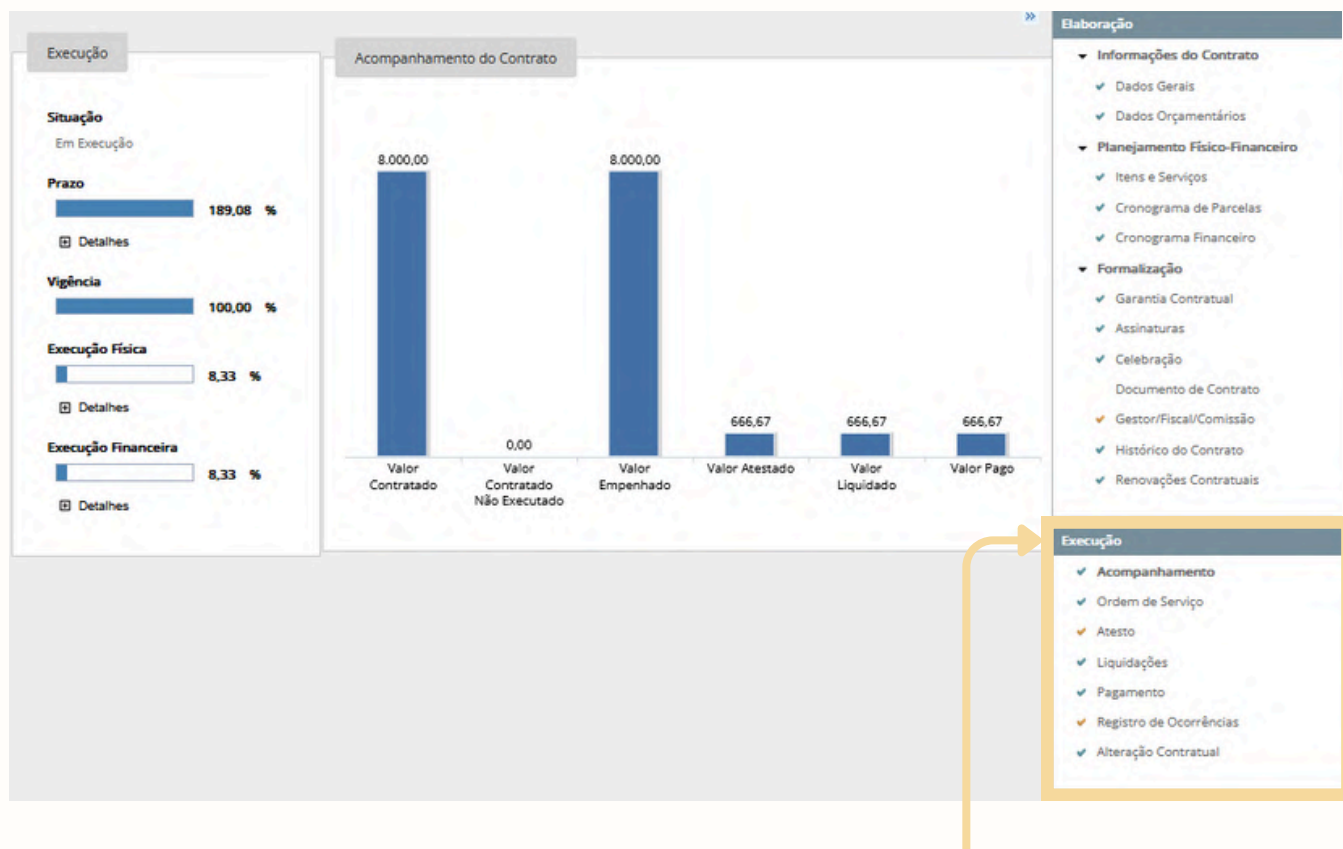 »
Execução
Situação
Em Execução
Prazo
189,08 %
Detalhes
Vigência
100,00 %
Execução Física
8,33 %
Detalhes
Execução Financeira
8,33 %
Detalhes
Acompanhamento do Contrato
8.000,00
0,00
8.000,00
666,67
666,67
666,67
Valor
Contratado
Valor
Contratado
Não Executado
Valor
Empenhado
Valor Atestado
Valor
Liquidado
Valor Pago
Elaboração
Informações do Contrato
Dados Gerais
Dados Orçamentários
Planejamento Físico-Financeiro
Itens e Serviços
Cronograma de Parcelas
Cronograma Financeiro
Formalização
Garantia Contratual
Assinaturas
Celebração
Documento de Contrato
Gestor/Fiscal/Comissão
Histórico do Contrato
Renovações Contratuais
Execução
Acompanhamento
Ordem de Serviço
Atesto
Liquidações
Pagamento
Registro de Ocorrências
Alteração Contratual